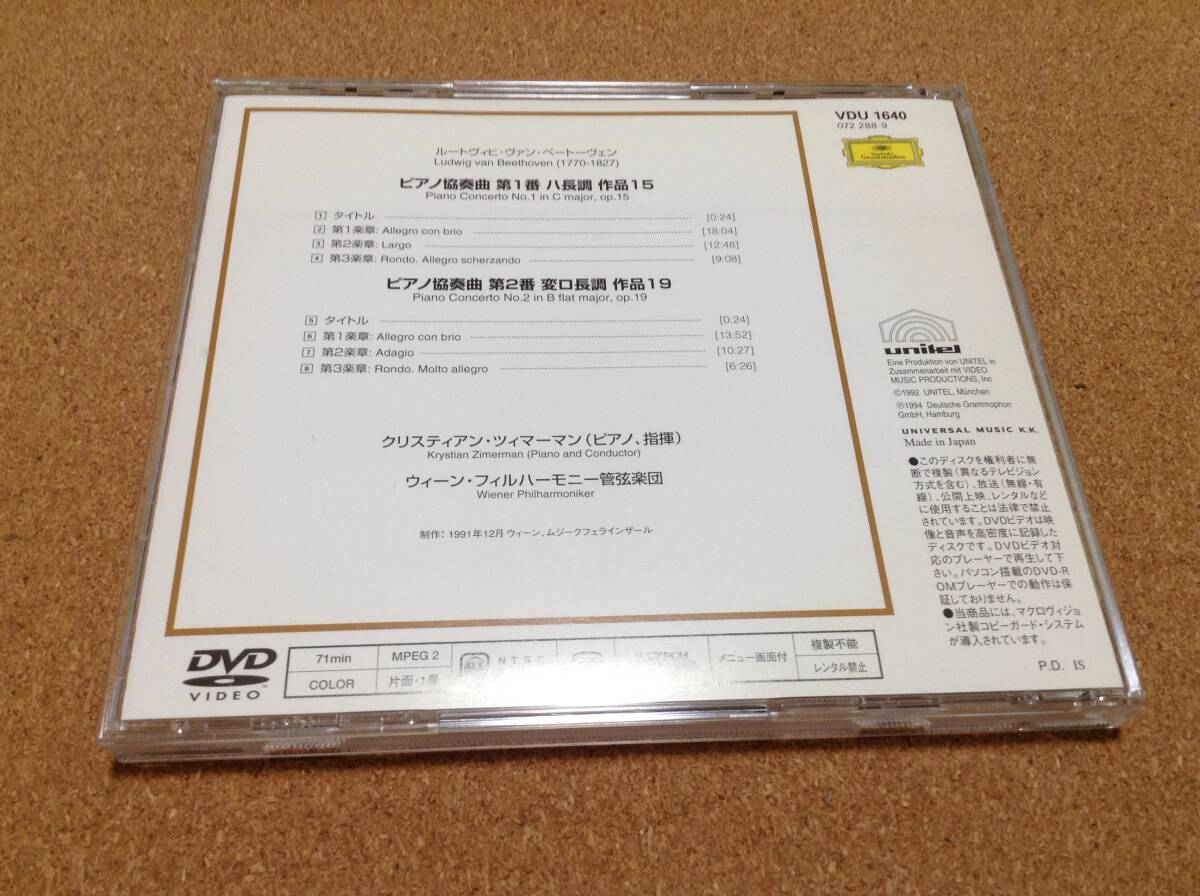 ルートヴィヒ・ヴァン・ベートーヴェン
Ludwig van Beethoven (1770-1827)
ピアノ協奏曲 第1番 ハ長調 作品15
Piano Concerto No.1 in C major, op.15
1 タイトル [0:24]
2 第1楽章: Allegro con brio [18:04]
3 第2楽章: Largo [12:48]
4 第3楽章: Rondo. Allegro scherzando [9:08]
ピアノ協奏曲 第2番 変ロ長調 作品19
Piano Concerto No.2 in B flat major, op.19
5 タイトル [0:24]
6 第1楽章: Allegro con brio [13:52]
7 第2楽章: Adagio [10:27]
8 第3楽章: Rondo. Molto allegro [6:26]
クリスティアン・ツィマーマン(ピアノ、指揮)
Krystian Zimerman (Piano and Conductor)
ウィーン・フィルハーモニー管弦楽団
Wiener Philharmoniker
制作: 1991年12月 ウィーン、ムジークフェラインザール
VDU 1640
072 288-9
Deutsche
Grammophon
unitel
Eine Produktion von UNITEL in
Zusammenarbeit mit VIDEO
MUSIC PRODUCTIONS, Inc
©1992 UNITEL, München
℗1994 Deutsche Grammophon
GmbH, Hamburg
UNIVERSAL MUSIC K.K.
Made in Japan
●このディスクを権利者に無
断で複製(異なるテレビジョン
方式を含む)、放送(無線・有
線)、公開上映、レンタルなど
に使用することは法律で禁止
されています。DVDビデオは映
像と音声を高密度に記録した
ディスクです。DVDビデオ対
応のプレーヤーで再生して下
さい。パソコン搭載のDVD-R
OMプレーヤーでの動作は保
証しておりません。
●当商品には、マクロヴィジョ
ン社製コピーガード・システム
が導入されています。
P.D. IS
DVD
VIDEO
71min
COLOR
MPEG 2
片面・1層
ALL
NTSC
リニアPCM
メニュー画面付
複製不能
レンタル禁止